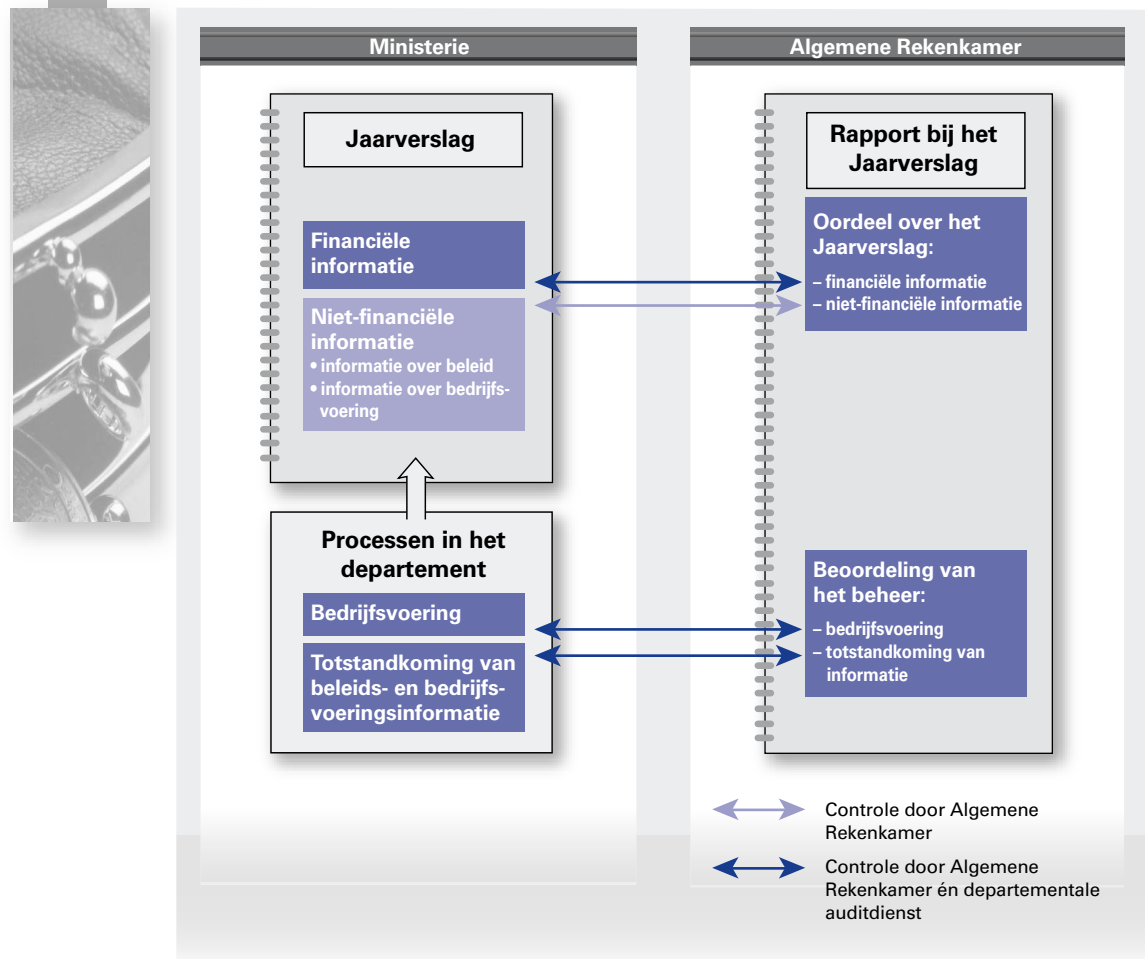 Ministerie
Jaarverslag
Financiële
informatie
Niet-financiële
informatie
• informatie over beleid
• informatie over bedrijfs-
voering
Processen in het
departement
Bedrijfsvoering
Totstandkoming van
beleids- en bedrijfs-
voeringsinformatie
Algemene Rekenkamer
Rapport bij het
Jaarverslag
Oordeel over het
Jaarverslag:
– financiële informatie
– niet-financiële informatie
Beoordeling van
het beheer:
– bedrijfsvoering
– totstandkoming van
informatie
Controle door Algemene
Rekenkamer
Controle door Algemene
Rekenkamer én departementale
auditdienst